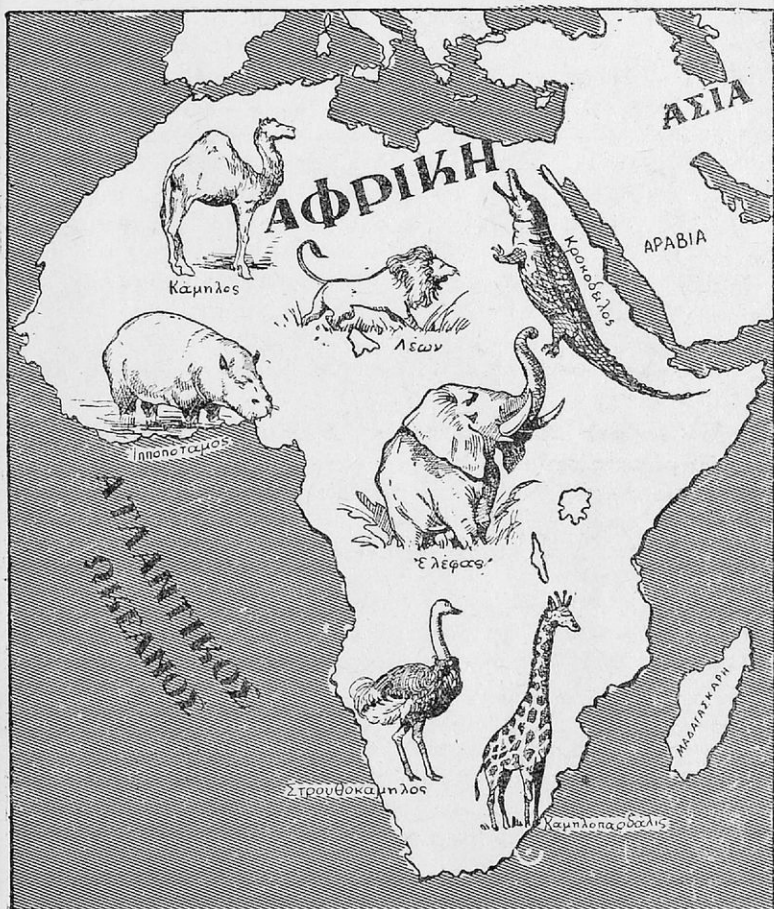 ΑΣΙΑ
ΑΦΡΙΚΗ
ΑΡΑΒΙΑ
Κάμηλος
Κροκόδειλος
Λέων
Ἱπποπόταμος
ΑΤΛΑΝΤΙΚΟΣ
ΩΚΕΑΝΟΣ
Ἐλέφας
ΜΑΔΑΓΑΣΚΑΡΗ
Στρουθοκάμηλος
Καμηλοπάρδαλις